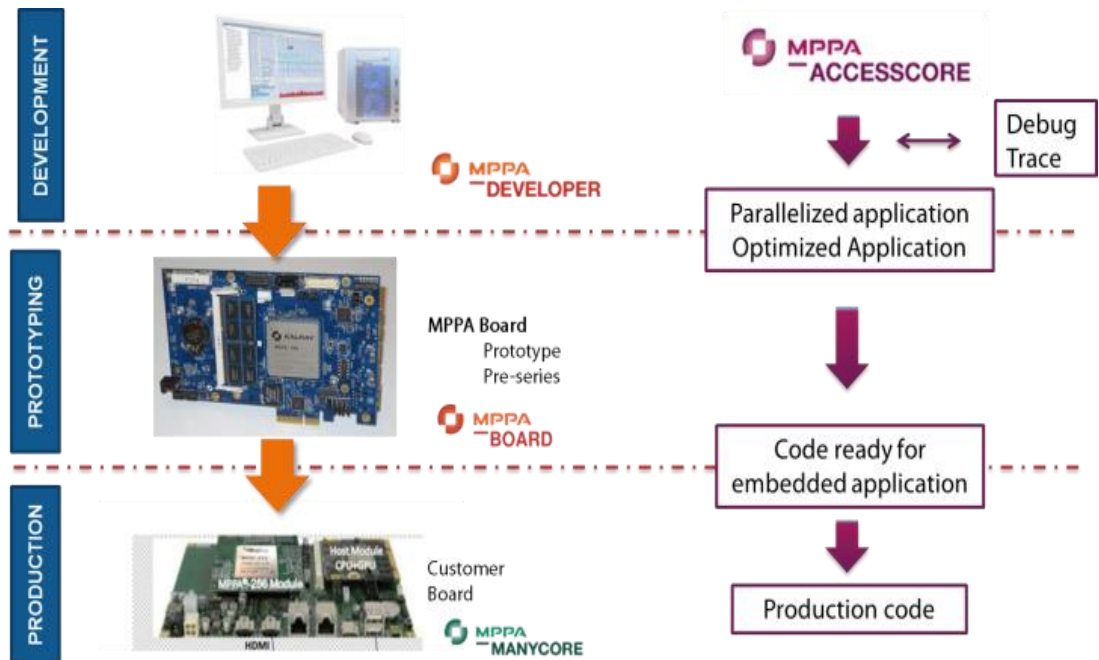 DEVELOPMENT
MPPA
DEVELOPER
MPPA
ACCESSCORE
Debug
Trace
Parallelized application
Optimized Application
PROTOTYPING
KALRAY
MPPA Board
Prototype
Pre-series
MPPA
BOARD
Code ready for
embedded application
PRODUCTION
MPPA®-256 Module
Host Module
CPU+GPU
HDMI
Customer
Board
MPPA
MANYCORE
Production code